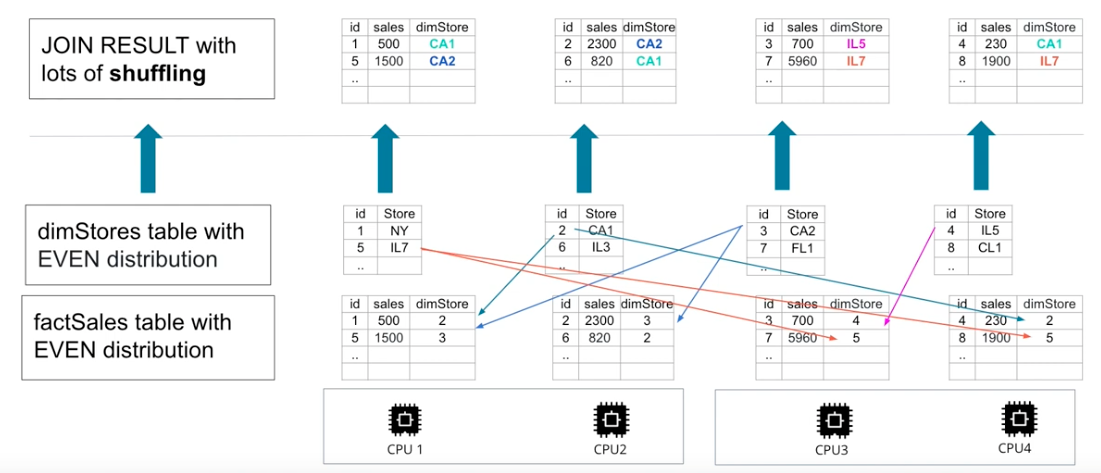 JOIN RESULT with
lots of shuffling
id sales dimStore
1 500 CA1
5 1500 CA2
..
id sales dimStore
2 2300 CA2
6 820 CA1
..
id sales dimStore
3 700 IL5
7 5960 IL7
..
id sales dimStore
4 230 CA1
8 1900 IL7
..
dimStores table with
EVEN distribution
id Store
1 NY
5 IL7
..
id Store
2 CA1
6 IL3
..
id Store
3 CA2
7 FL1
..
id Store
4 IL5
8 CL1
..
factSales table with
EVEN distribution
id sales dimStore
1 500 2
5 1500 3
..
id sales dimStore
2 2300 3
6 820 2
..
id sales dimStore
3 700 4
7 5960 5
..
id sales dimStore
4 230 2
8 1900 5
..
CPU 1
CPU2
CPU3
CPU4